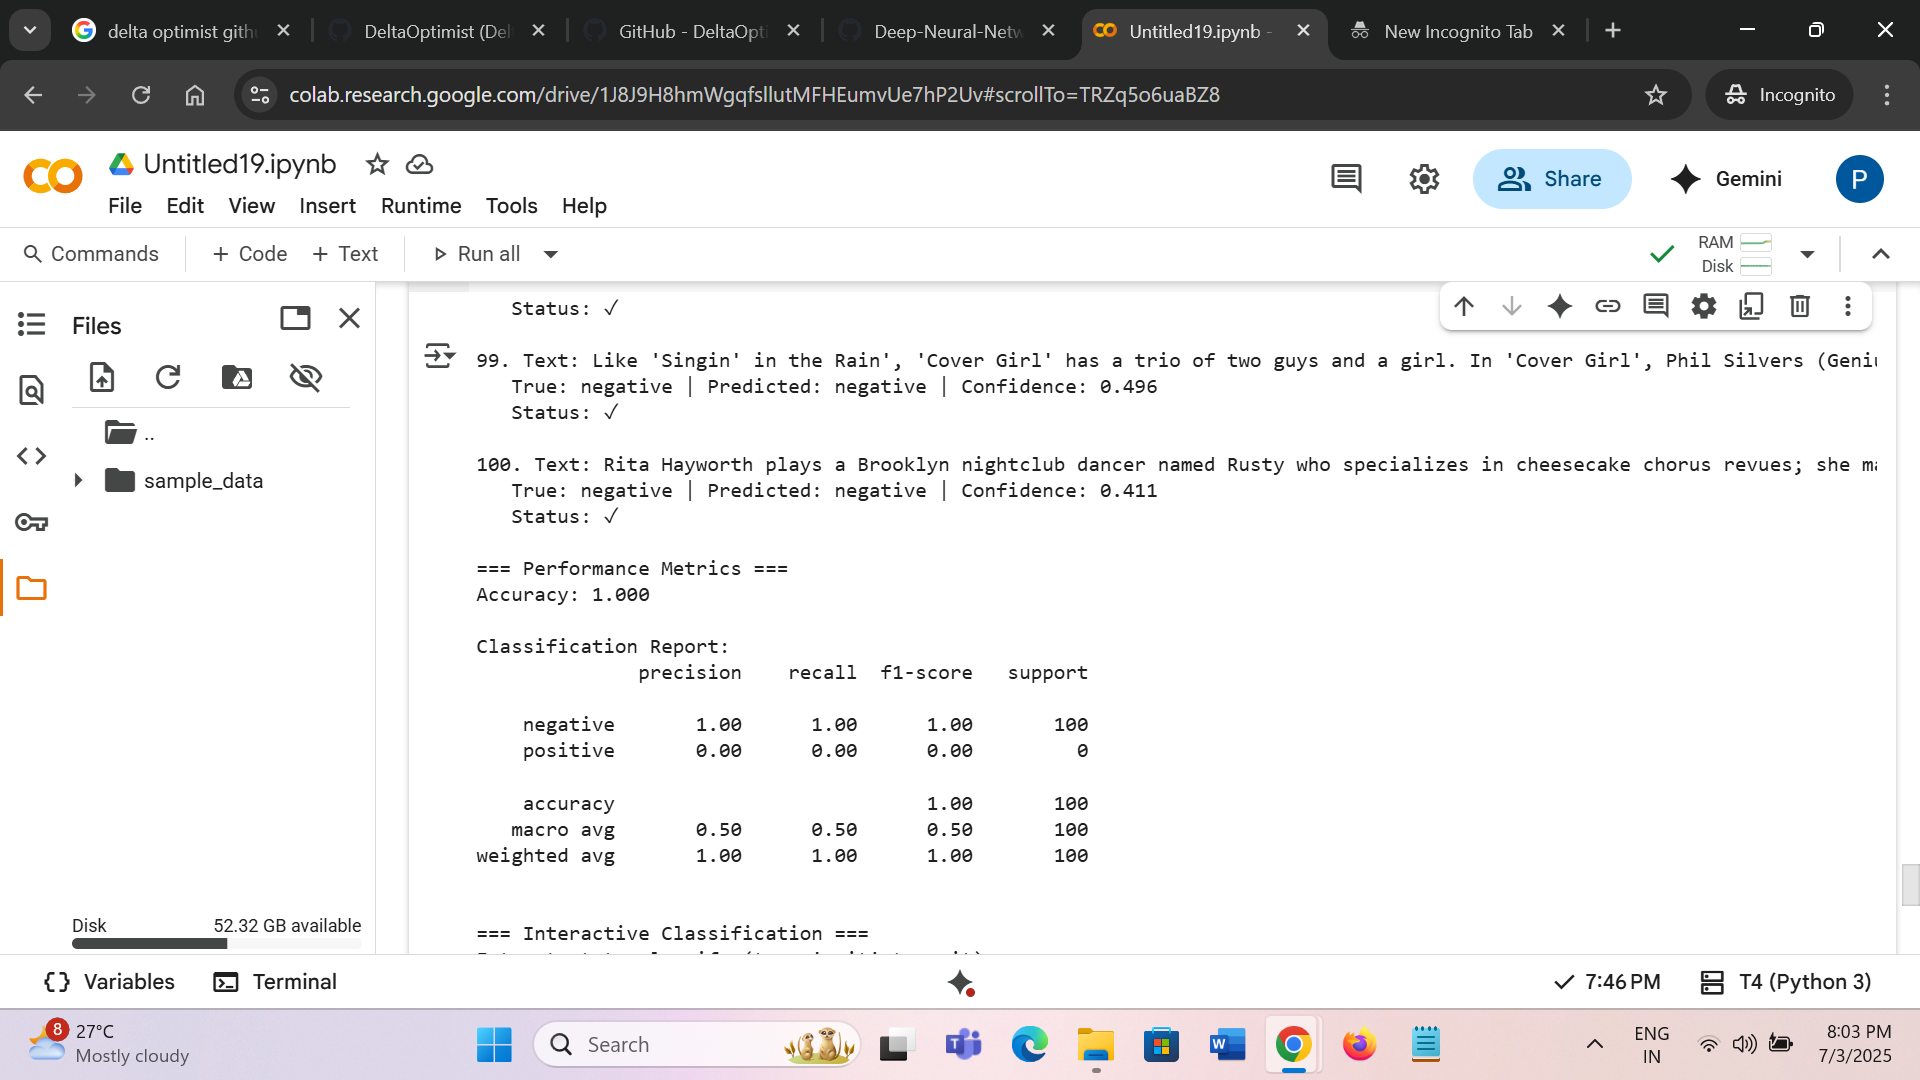 delta optimist gith
DeltaOptimist (Del
GitHub - DeltaOpti
Deep-Neural-Netw
Untitled19.ipynb -
New Incognito Tab
colab.research.google.com/drive/1J8J9H8hmWgqfsllutMFHEumvUe7hP2Uv#scrollTo=TRZq5o6uaBZ8
Incognito
Untitled19.ipynb
File Edit View Insert Runtime Tools Help
Share
Gemini
P
Commands
+ Code + Text
Run all
RAM
Disk
Files
..
sample_data
Disk 52.32 GB available
Status: ✓
99. Text: Like 'Singin' in the Rain', 'Cover Girl' has a trio of two guys and a girl. In 'Cover Girl', Phil Silvers (Geniu
True: negative | Predicted: negative | Confidence: 0.496
Status: ✓
100. Text: Rita Hayworth plays a Brooklyn nightclub dancer named Rusty who specializes in cheesecake chorus revues; she ma
True: negative | Predicted: negative | Confidence: 0.411
Status: ✓
=== Performance Metrics ===
Accuracy: 1.000
Classification Report:
precision recall f1-score support
negative 1.00 1.00 1.00 100
positive 0.00 0.00 0.00 0
accuracy 1.00 100
macro avg 0.50 0.50 0.50 100
weighted avg 1.00 1.00 1.00 100
=== Interactive Classification ===
Variables
Terminal
7:46 PM
T4 (Python 3)
8
27°C
Mostly cloudy
Search
ENG
IN
8:03 PM
7/3/2025